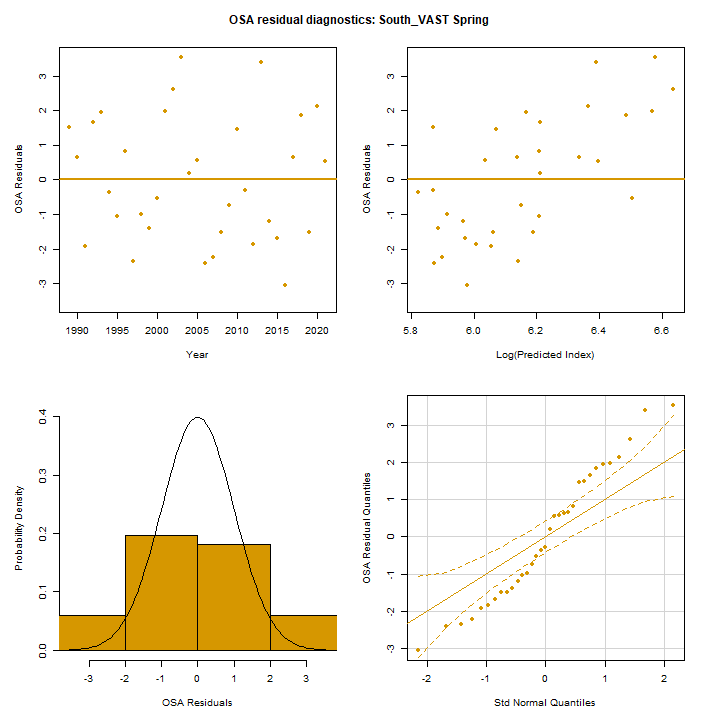 OSA residual diagnostics: South_VAST Spring
OSA Residuals
3
2
1
0
-1
-2
-3
1990 1995 2000 2005 2010 2015 2020
Year
OSA Residuals
3
2
1
0
-1
-2
-3
5.8 6.0 6.2 6.4 6.6
Log(Predicted Index)
Probability Density
0.4
0.3
0.2
0.1
0.0
-3 -2 -1 0 1 2 3
OSA Residuals
OSA Residual Quantiles
3
2
1
0
-1
-2
-3
-2 -1 0 1 2
Std Normal Quantiles